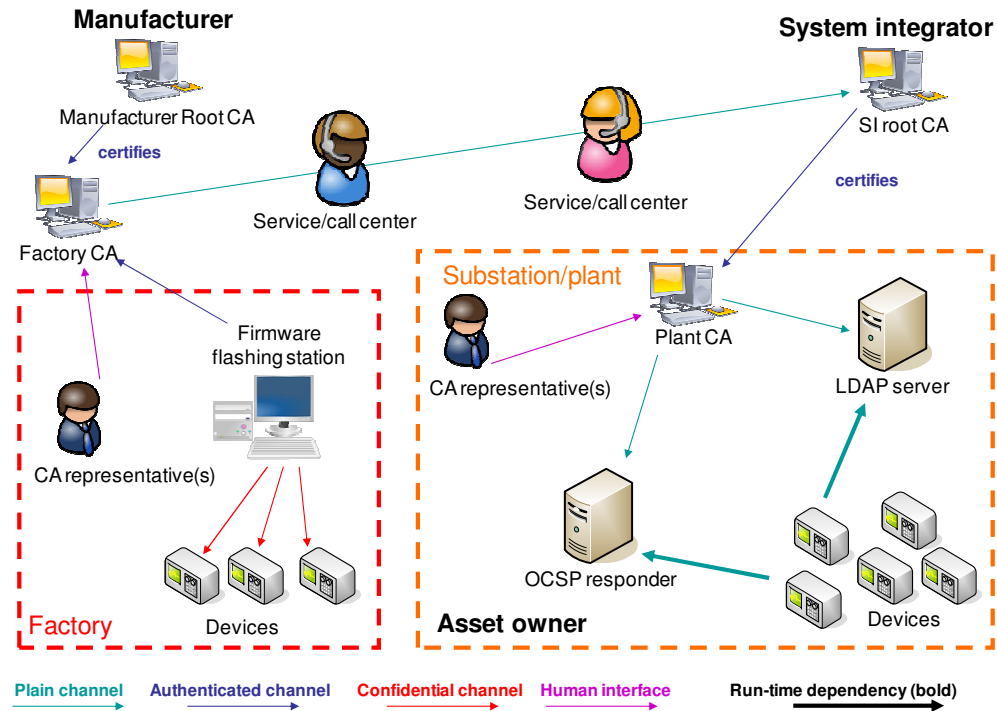 Manufacturer
System integrator
Manufacturer Root CA
SI root CA
certifies
certifies
Service/call center
Service/call center
Factory CA
Substation/plant
Firmware
flashing station
Plant CA
CA representative(s)
LDAP server
CA representative(s)
OCSP responder
Factory
Devices
Asset owner
Devices
Plain channel
Authenticated channel
Confidential channel
Human interface
Run-time dependency (bold)